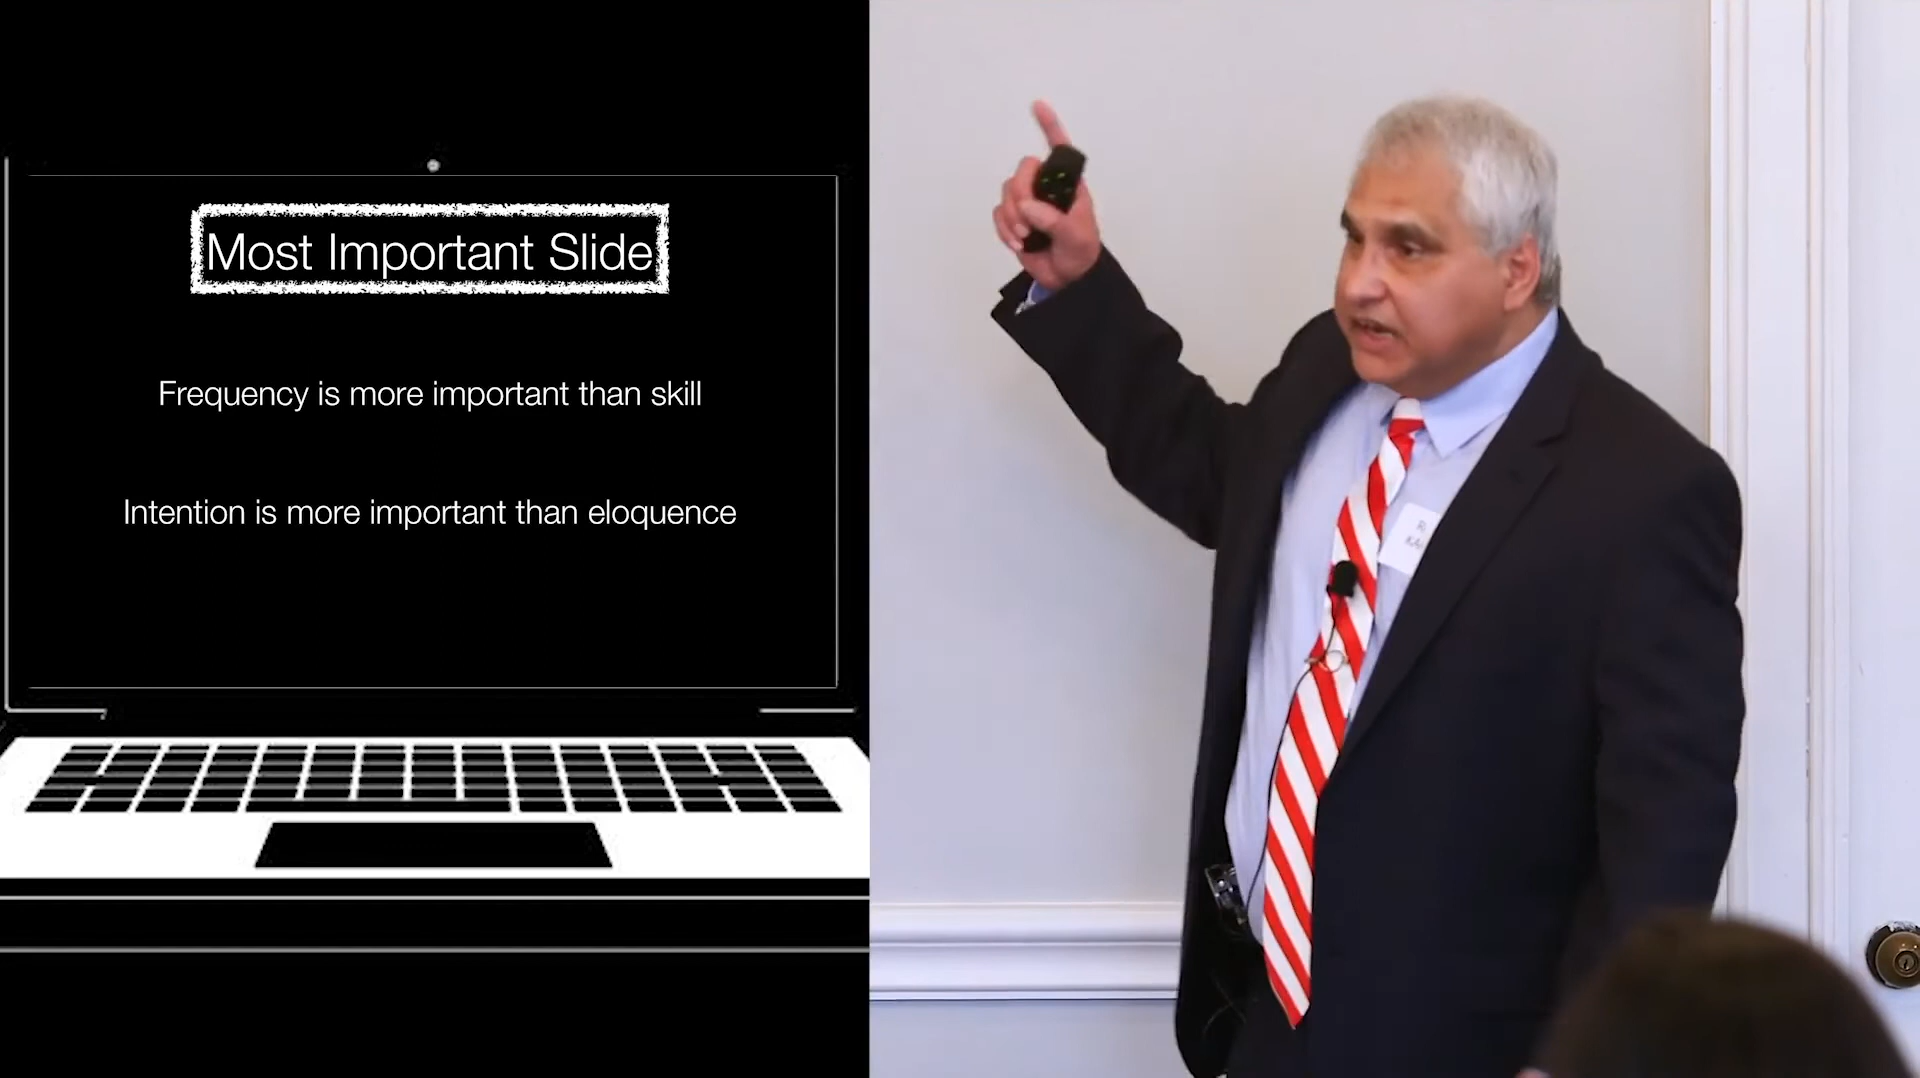 Most Important Slide
Frequency is more important than skill
Intention is more important than eloquence